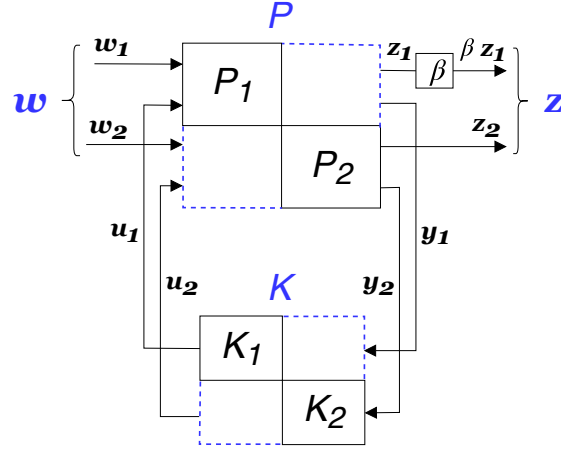 P
w₁ z₁ β z₁
P₁ β
w z
w₂ z₂
P₂
u₁ y₁
u₂ K y₂
K₁
K₂